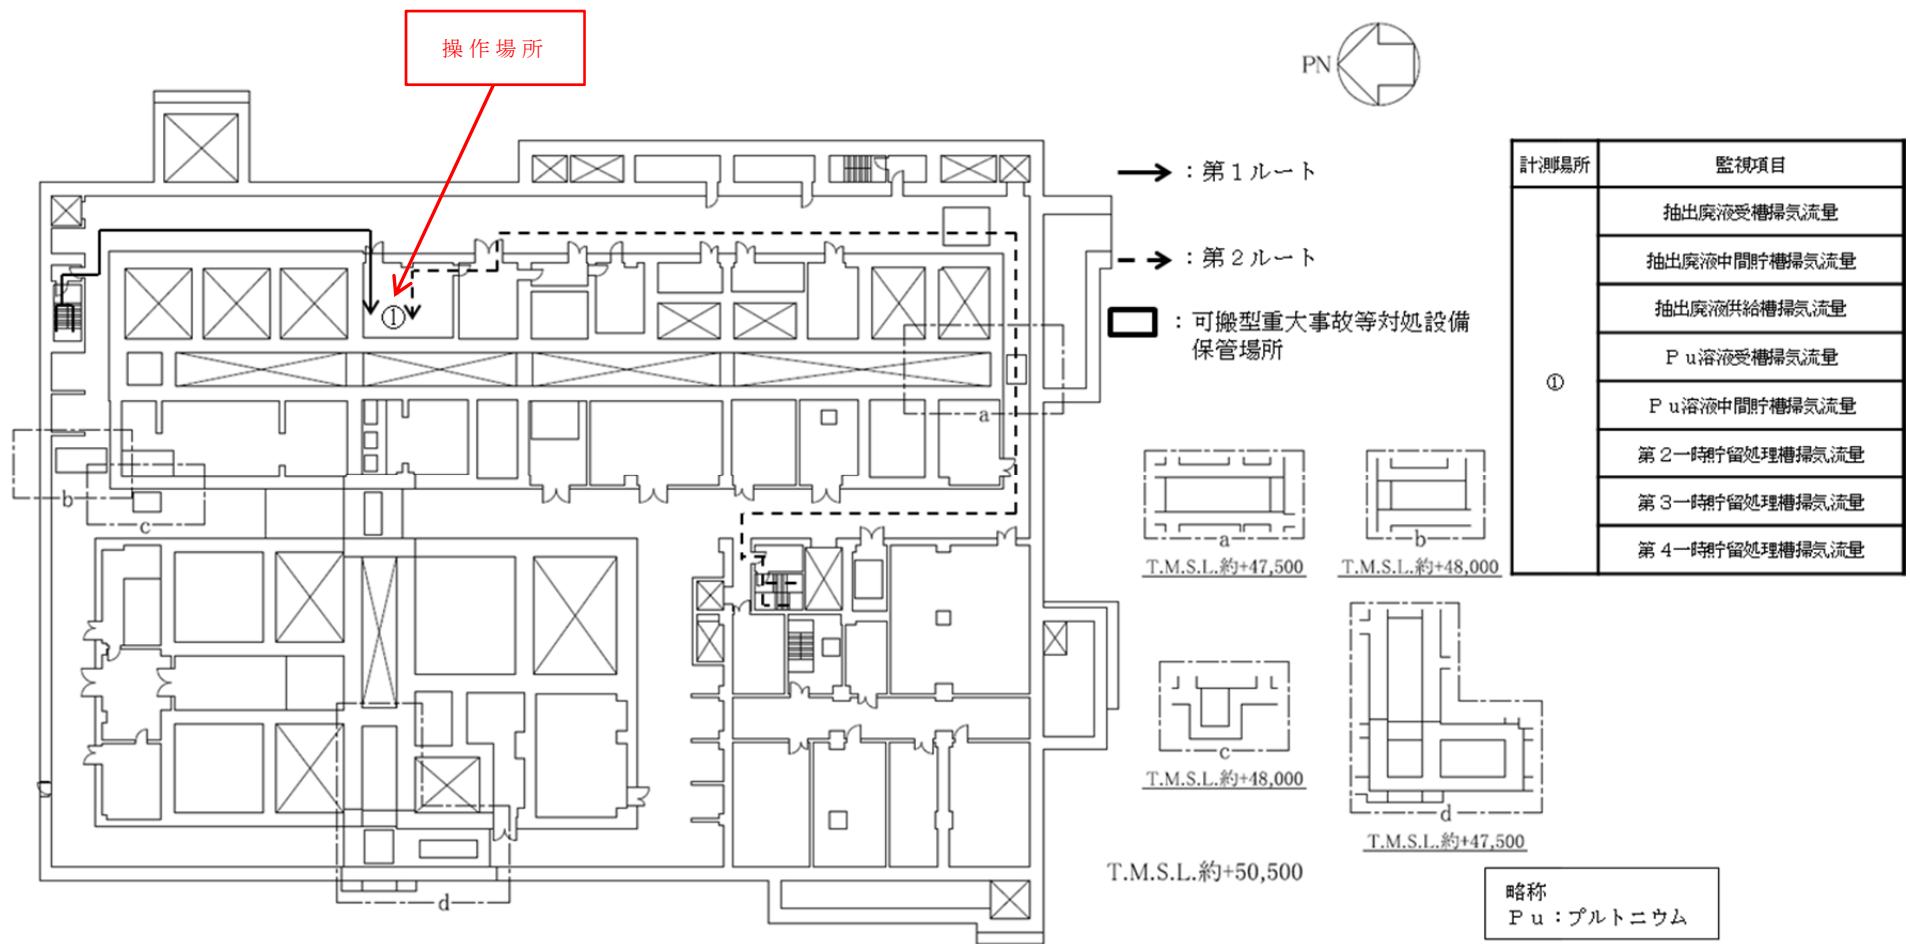 操作場所
PN
：第１ルート
：第２ルート
：可搬型重大事故等対処設備
保管場所
計測場所
監視項目
①
抽出廃液受槽掃気流量
抽出廃液中間貯槽掃気流量
抽出廃液供給槽掃気流量
Ｐｕ溶液受槽掃気流量
Ｐｕ溶液中間貯槽掃気流量
第２一時貯留処理槽掃気流量
第３一時貯留処理槽掃気流量
第４一時貯留処理槽掃気流量
①
a
b
c
d
a
T.M.S.L.約+47,500
b
T.M.S.L.約+48,000
c
T.M.S.L.約+48,000
d
T.M.S.L.約+47,500
T.M.S.L.約+50,500
略称
Ｐｕ：プルトニウム